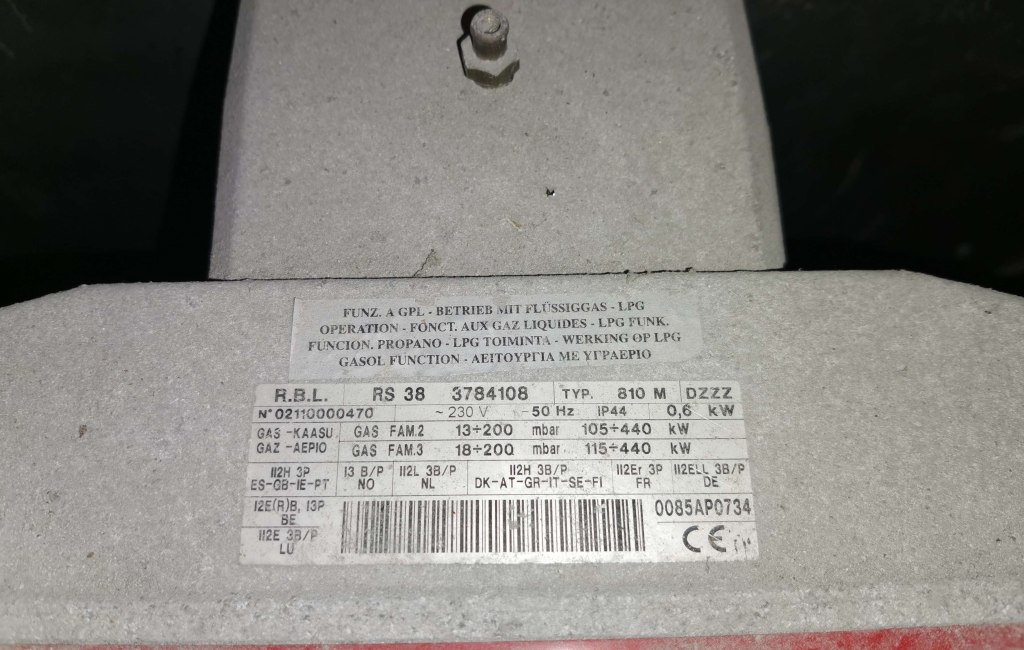 FUNZ. A GPL - BETRIEB MIT FLÜSSIGGAS - LPG
OPERATION - FÖNCT. AUX GAZ LIQUIDES - LPG FUNK.
FUNCION. PROPANO - LPG TOIMINTA - WERKING OP LPG
GASOL FUNCTION - ΛΕΙΤΟΥΡΓΙΑ ΜΕ ΥΓΡΑΕΡΙΟ
R.B.L. RS 38 3784108 TYP. 810 M DZZZ
N° 02110000470 ~ 230 V 50 Hz IP44 0,6 kW
GAS -KAASU GAS FAM.2 13÷200 mbar 105÷440 kW
GAZ -AEPIO GAS FAM.3 18÷200 mbar 115÷440 kW
II2H 3P I3 B/P II2L 3B/P II2H 3B/P II2Er 3P II2ELL 3B/P
ES-GB-IE-PT NO NL DK-AT-GR-IT-SE-FI FR DE
I2E(R)B, I3P 0085AP0734
BE
II2E 3B/P CE
LU